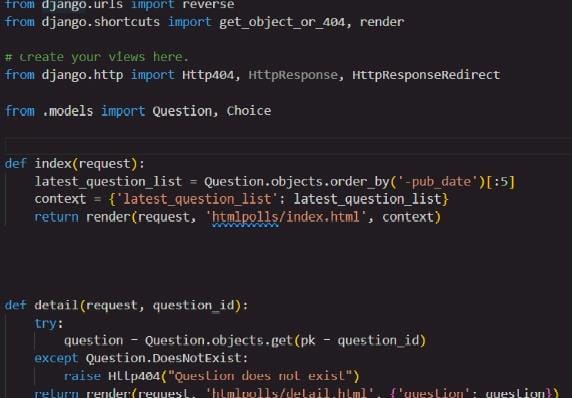 from django.urls import reverse
from django.shortcuts import get_object_or_404, render
# Create your views here.
from django.http import Http404, HttpResponse, HttpResponseRedirect
from .models import Question, Choice
def index(request):
latest_question_list = Question.objects.order_by('-pub_date')[:5]
context = {'latest_question_list': latest_question_list}
return render(request, 'htmlpolls/index.html', context)
def detail(request, question_id):
try:
question = Question.objects.get(pk = question_id)
except Question.DoesNotExist:
raise Http404("Question does not exist")
return render(request, 'htmlpolls/detail.html', {'question': question})